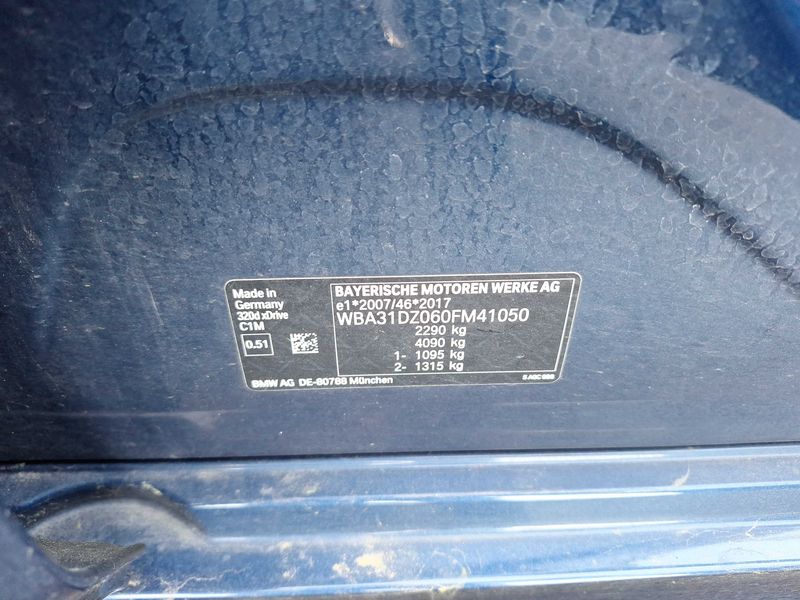 Made in
Germany
320d xDrive
C1M
0.51
BAYERISCHE MOTOREN WERKE AG
e1*2007/46*2017
WBA31DZ060FM41050
2290 kg
4090 kg
1- 1095 kg
2- 1315 kg
BMW AG DE-80788 München